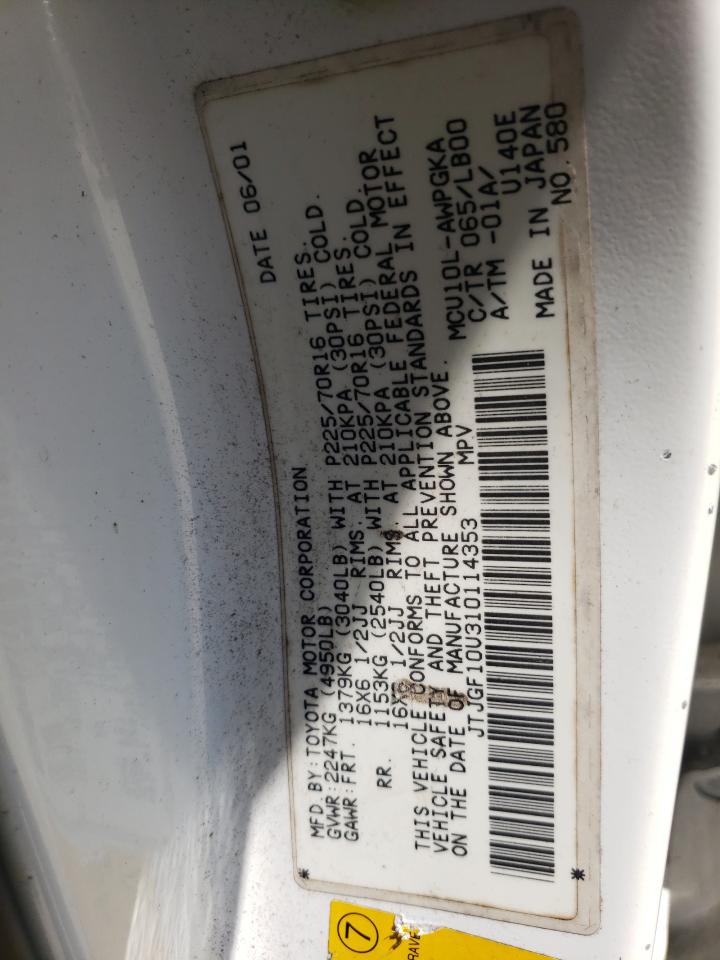 DATE 06/01
MFD. BY: TOYOTA MOTOR CORPORATION
GVWR: 2247KG (4950LB)
GAWR: FRT. 1379KG (3040LB) WITH P225/70R16 TIRES.
16X6 1/2JJ RIMS. AT 210KPA (30PSI) COLD.
RR. 1153KG (2540LB) WITH P225/70R16 TIRES.
16X6 1/2JJ RIMS. AT 210KPA (30PSI) COLD.
THIS VEHICLE CONFORMS TO ALL APPLICABLE FEDERAL MOTOR
VEHICLE SAFETY AND THEFT PREVENTION STANDARDS IN EFFECT
ON THE DATE OF MANUFACTURE SHOWN ABOVE.
JTJGF10U310114353 MPV
MCU10L-AWPGKA
C/TR 065/LB00
A/TM -01A/ U140E
MADE IN JAPAN
NO. 580
* *
7